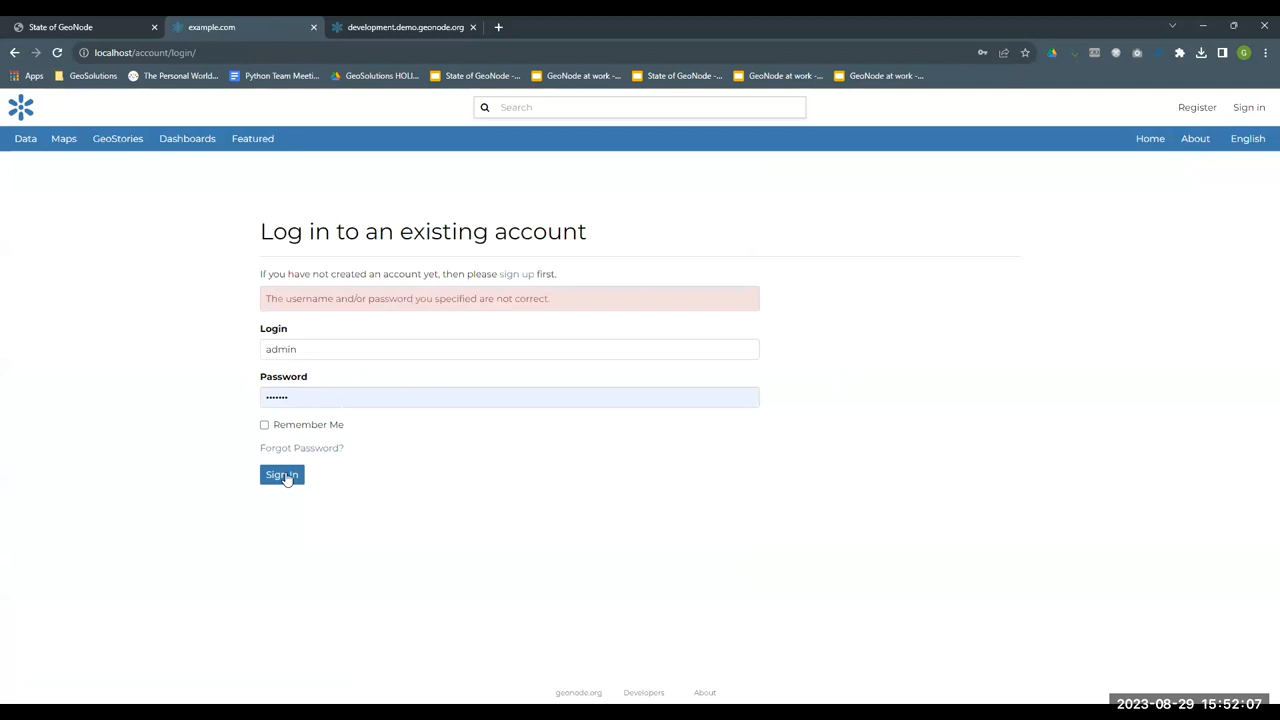 State of GeoNode
example.com
development.demo.geonode.org
localhost/account/login/
G
Apps
GeoSolutions
The Personal World...
Python Team Meeti...
GeoSolutions HOLI...
State of GeoNode -...
GeoNode at work -...
State of GeoNode -...
GeoNode at work -...
GeoNode at work -...
Search
Register
Sign in
Data
Maps
GeoStories
Dashboards
Featured
Home
About
English
Log in to an existing account
If you have not created an account yet, then please sign up first.
The username and/or password you specified are not correct.
Login
admin
Password
•••••••
Remember Me
Forgot Password?
Sign In
geonode.org
Developers
About
2023-08-29 15:52:07